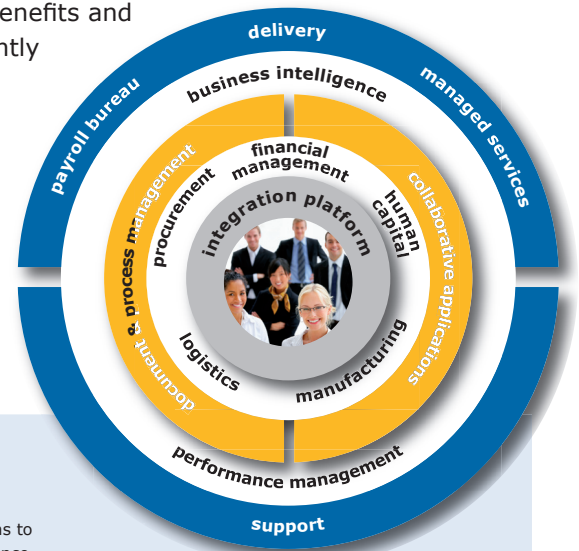 enefits and
ntly
delivery
payroll bureau
managed services
business intelligence
document & process management
collaborative applications
financial
management
procurement
human
capital
integration platform
logistics
manufacturing
performance management
support
ns to